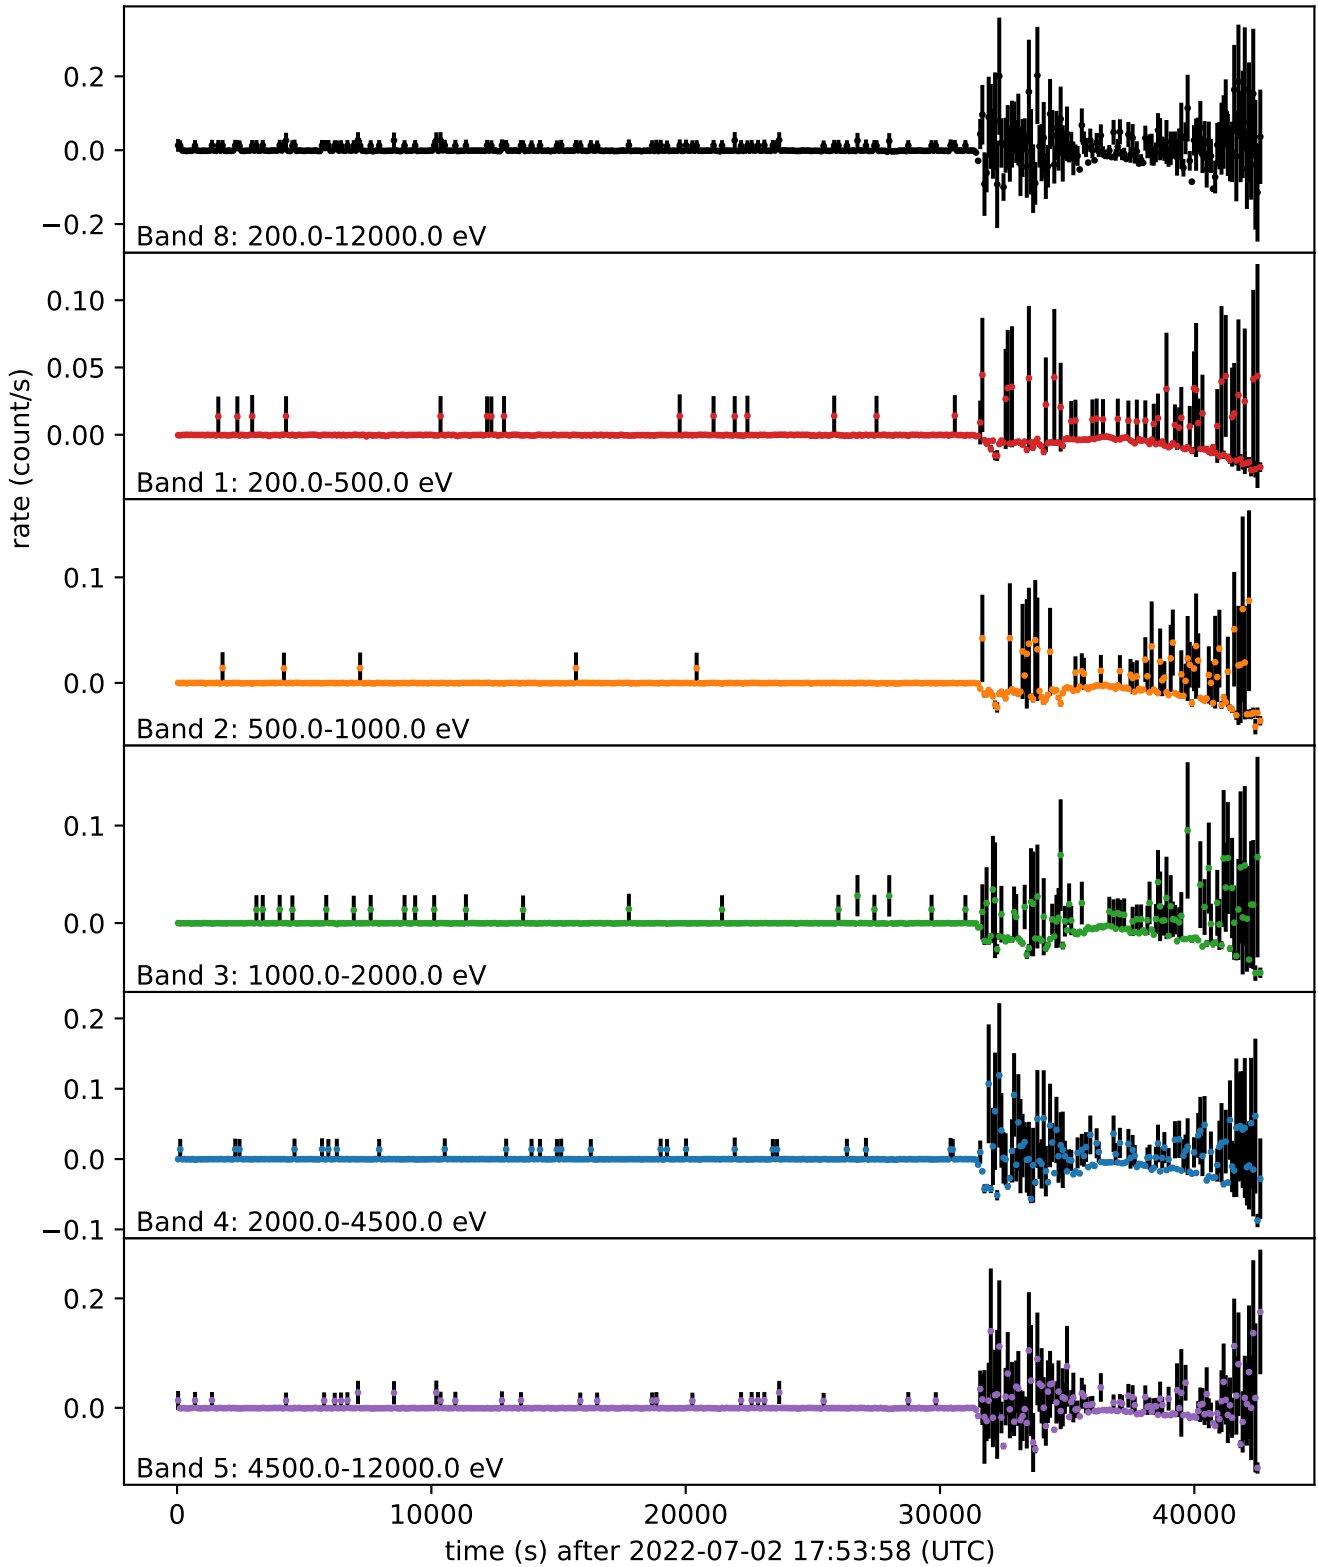 0.2
0.0
−0.2
Band 8: 200.0-12000.0 eV
0.10
0.05
0.00
Band 1: 200.0-500.0 eV
rate (count/s)
0.1
0.0
Band 2: 500.0-1000.0 eV
0.1
0.0
Band 3: 1000.0-2000.0 eV
0.2
0.1
0.0
−0.1
Band 4: 2000.0-4500.0 eV
0.2
0.0
Band 5: 4500.0-12000.0 eV
0 10000 20000 30000 40000
time (s) after 2022-07-02 17:53:58 (UTC)